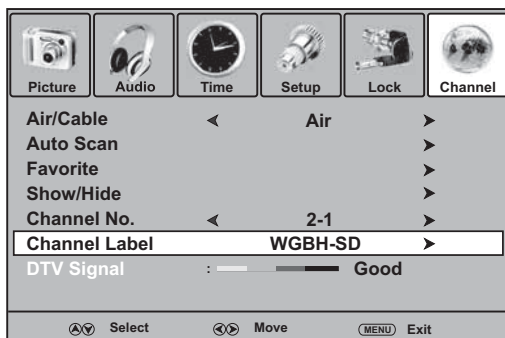 Picture Audio Time Setup Lock Channel
Air/Cable Air
Auto Scan
Favorite
Show/Hide
Channel No. 2-1
Channel Label WGBH-SD
DTV Signal : Good
Select Move MENU Exit